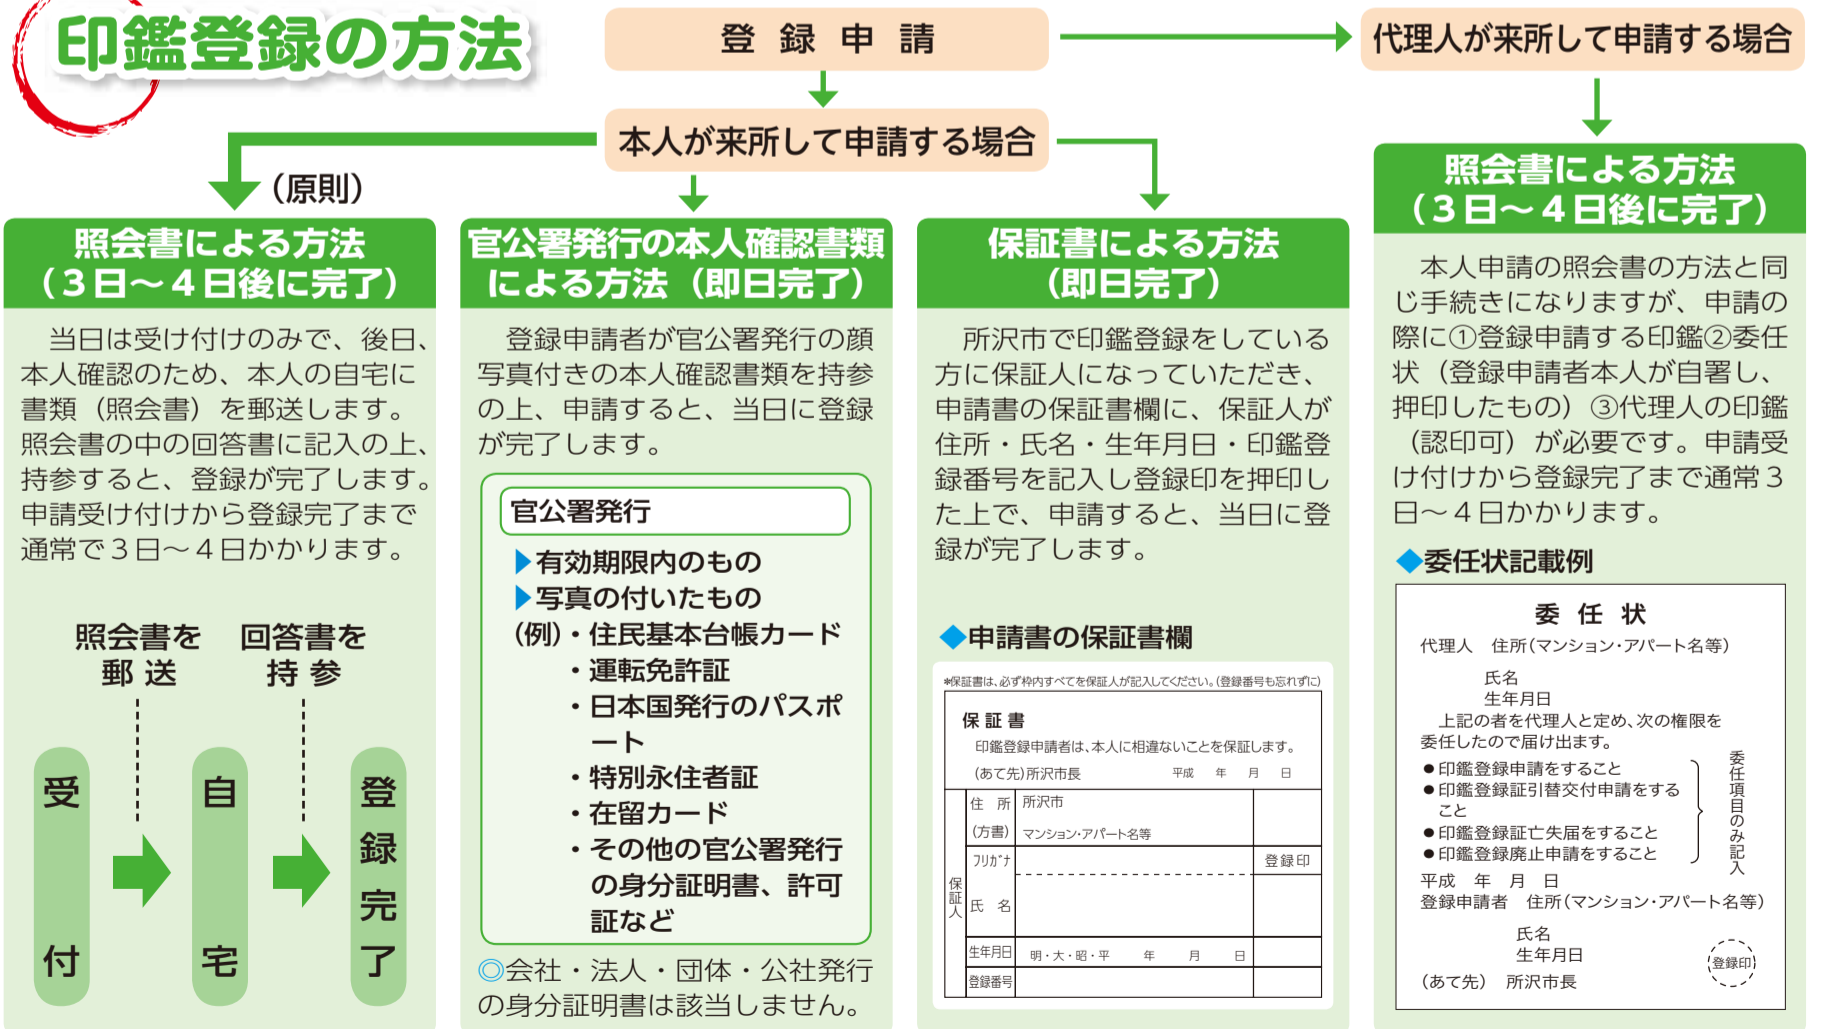 印鑑登録の方法
登録申請
代理人が来所して申請する場合
本人が来所して申請する場合
(原則)
照会書による方法
(3日～4日後に完了)
当日は受け付けのみで、後日、
本人確認のため、本人の自宅に
書類（照会書）を郵送します。
照会書の中の回答書に記入の上、
持参すると、登録が完了します。
申請受け付けから登録完了まで
通常で３日～４日かかります。
照会書を
郵送
回答書を
持参
受付
自宅
登録完了
官公署発行の本人確認書類
による方法（即日完了）
登録申請者が官公署発行の顔
写真付きの本人確認書類を持参
の上、申請すると、当日に登録
が完了します。
官公署発行
▶有効期限内のもの
▶写真の付いたもの
(例)・住民基本台帳カード
・運転免許証
・日本国発行のパスポ
ート
・特別永住者証
・在留カード
・その他の官公署発行
の身分証明書、許可
証など
◎会社・法人・団体・公社発行
の身分証明書は該当しません。
保証書による方法
(即日完了)
所沢市で印鑑登録をしている
方に保証人になっていただき、
申請書の保証書欄に、保証人が
住所・氏名・生年月日・印鑑登
録番号を記入し登録印を押印し
た上で、申請すると、当日に登
録が完了します。
◆申請書の保証書欄
*保証書は、必ず枠内すべてを保証人が記入してください。(登録番号も忘れずに)
保証書
印鑑登録申請者は、本人に相違ないことを保証します。
(あて先)所沢市長 平成 年 月 日
保証人
住 所 所沢市
(方書) マンション・アパート名等
フリガナ 登録印
氏 名
生年月日 明・大・昭・平 年 月 日
登録番号
照会書による方法
(３日～４日後に完了)
本人申請の照会書の方法と同
じ手続きになりますが、申請の
際に①登録申請する印鑑②委任
状（登録申請者本人が自署し、
押印したもの）③代理人の印鑑
（認印可）が必要です。申請受
け付けから登録完了まで通常３
日～４日かかります。
◆委任状記載例
委任状
代理人 住所(マンション・アパート名等)
氏名
生年月日
上記の者を代理人と定め、次の権限を
委任したので届け出ます。
●印鑑登録申請をすること
●印鑑登録証引替交付申請をする
こと
●印鑑登録証亡失届をすること
●印鑑登録廃止申請をすること
委任項目のみ記入
平成 年 月 日
登録申請者 住所(マンション・アパート名等)
氏名
生年月日
登録印
(あて先) 所沢市長